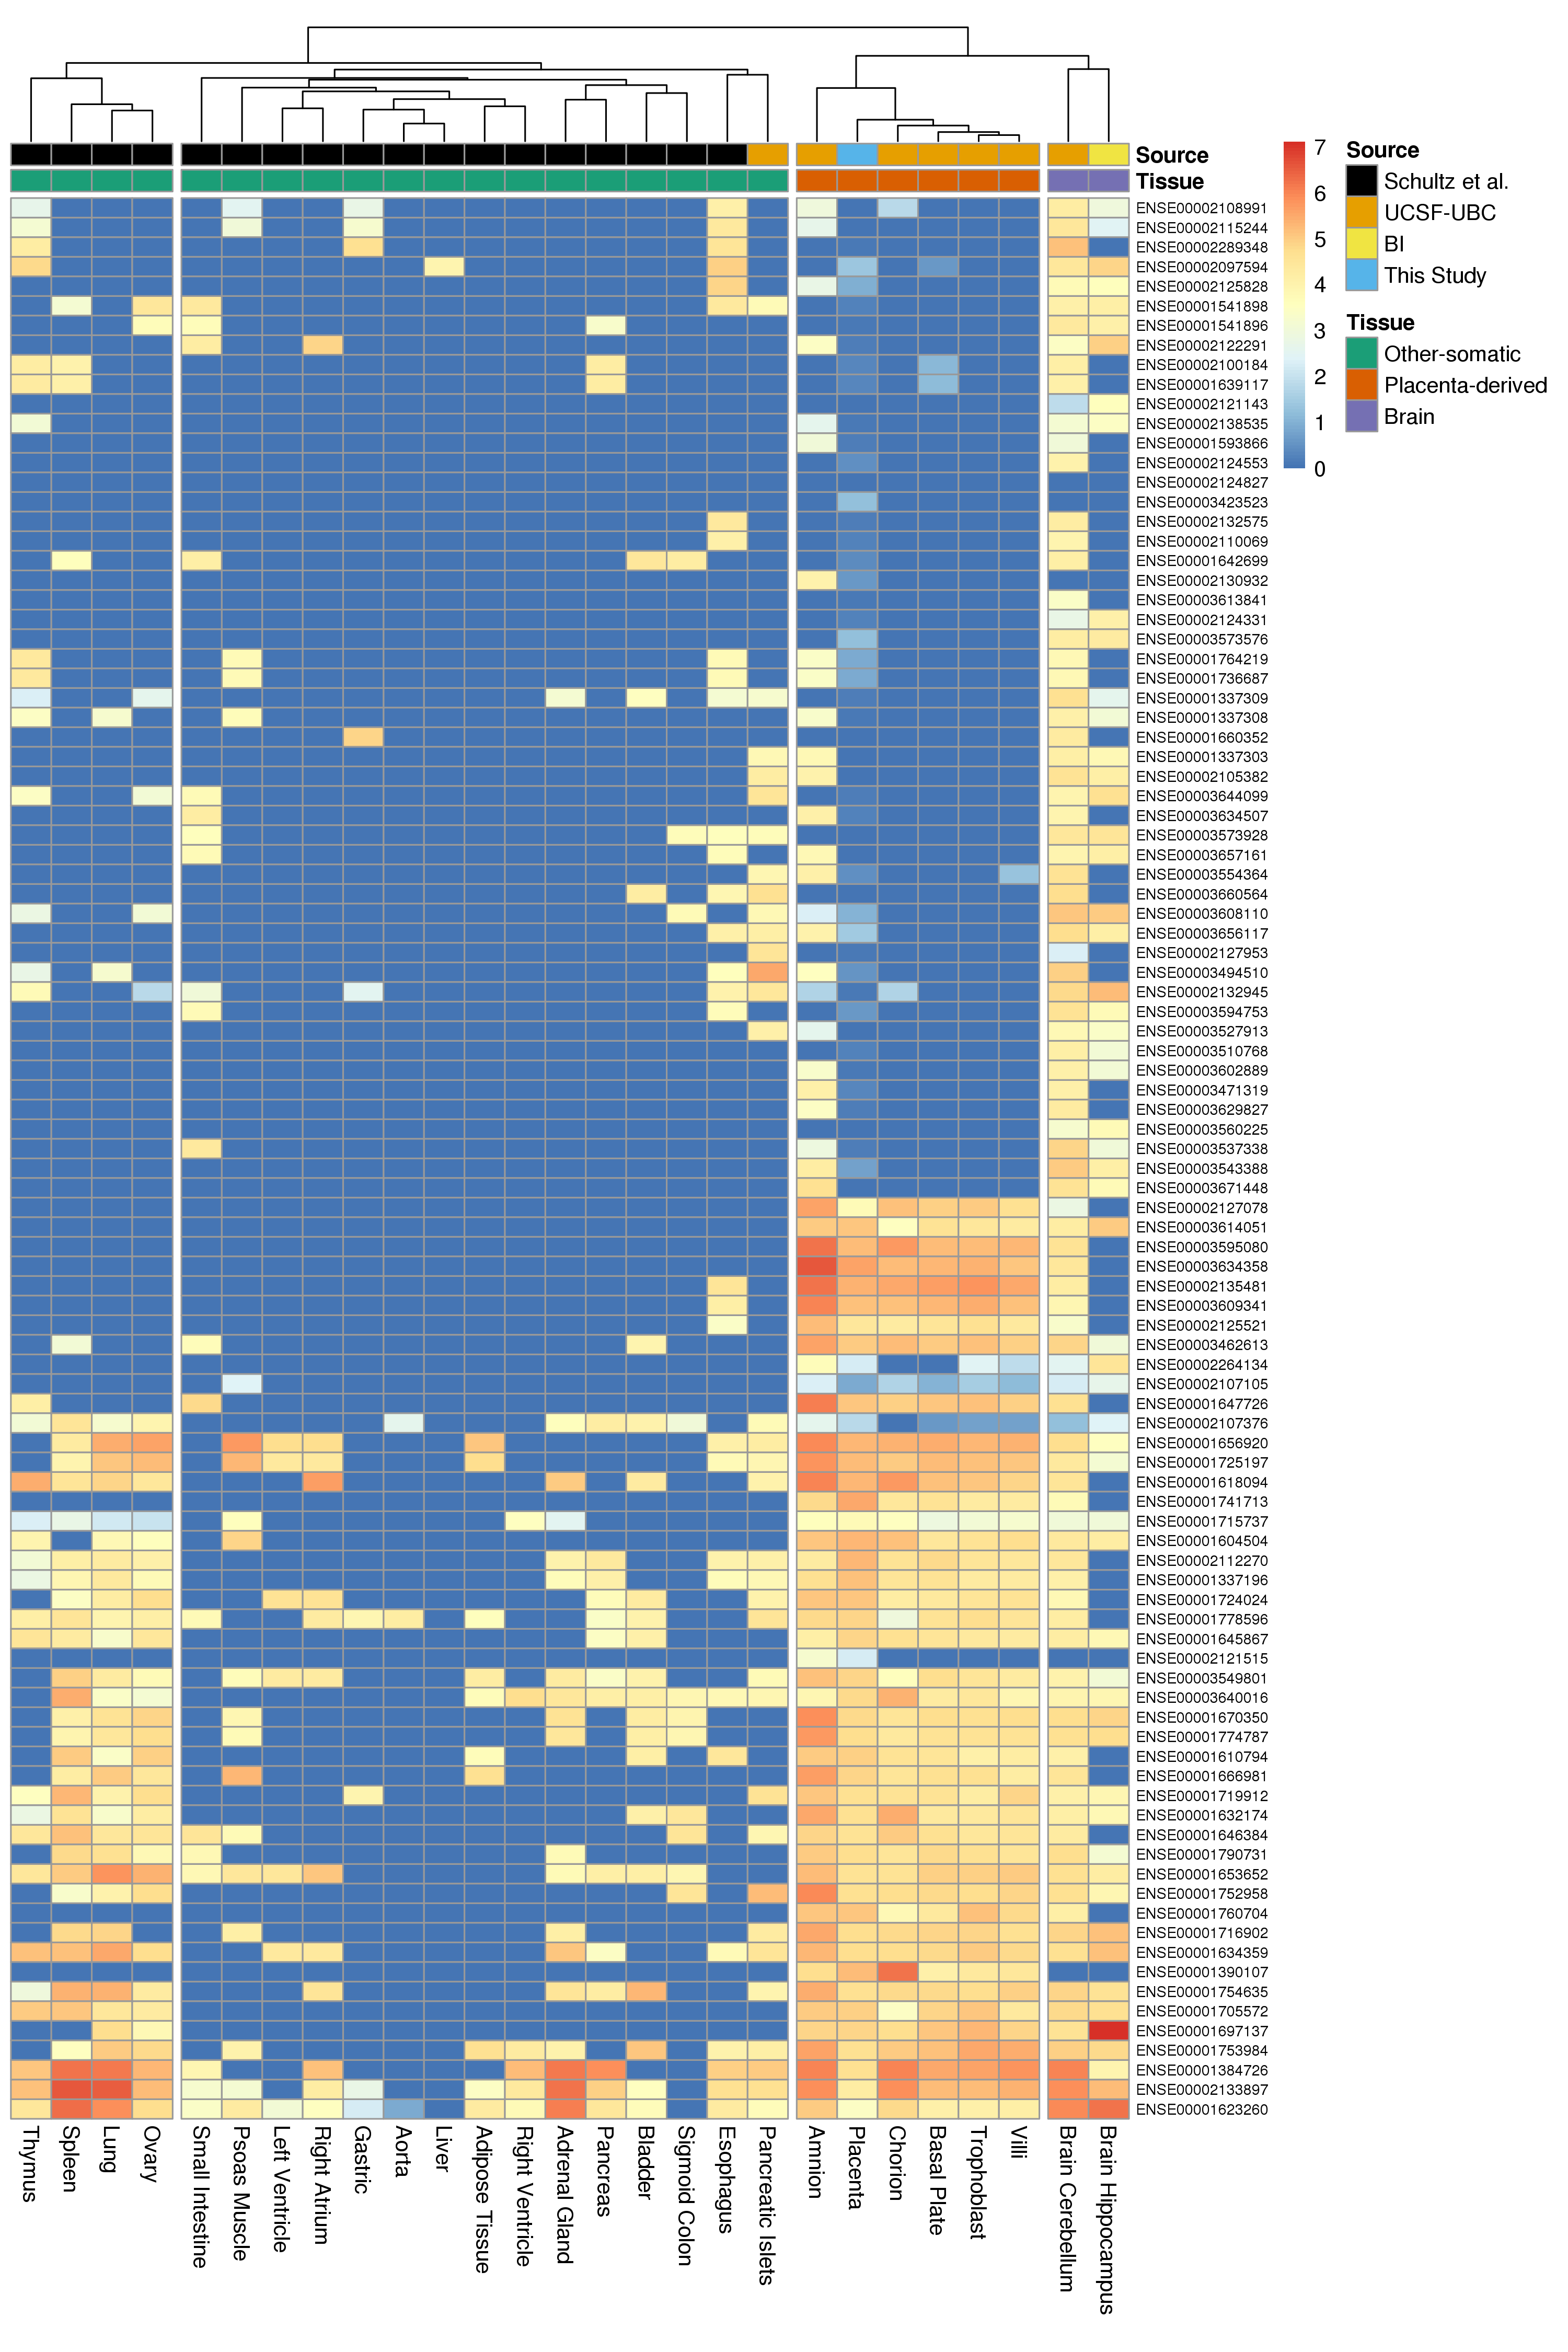 Source
Tissue
7
6
5
4
3
2
1
0
Source
Schultz et al.
UCSF-UBC
BI
This Study
Tissue
Other-somatic
Placenta-derived
Brain
ENSE00002108991
ENSE00002115244
ENSE00002289348
ENSE00002097594
ENSE00002125828
ENSE00001541898
ENSE00001541896
ENSE00002122291
ENSE00002100184
ENSE00001639117
ENSE00002121143
ENSE00002138535
ENSE00001593866
ENSE00002124553
ENSE00002124827
ENSE00003423523
ENSE00002132575
ENSE00002110069
ENSE00001642699
ENSE00002130932
ENSE00003613841
ENSE00002124331
ENSE00003573576
ENSE00001764219
ENSE00001736687
ENSE00001337309
ENSE00001337308
ENSE00001660352
ENSE00001337303
ENSE00002105382
ENSE00003644099
ENSE00003634507
ENSE00003573928
ENSE00003657161
ENSE00003554364
ENSE00003660564
ENSE00003608110
ENSE00003656117
ENSE00002127953
ENSE00003494510
ENSE00002132945
ENSE00003594753
ENSE00003527913
ENSE00003510768
ENSE00003602889
ENSE00003471319
ENSE00003629827
ENSE00003560225
ENSE00003537338
ENSE00003543388
ENSE00003671448
ENSE00002127078
ENSE00003614051
ENSE00003595080
ENSE00003634358
ENSE00002135481
ENSE00003609341
ENSE00002125521
ENSE00003462613
ENSE00002264134
ENSE00002107105
ENSE00001647726
ENSE00002107376
ENSE00001656920
ENSE00001725197
ENSE00001618094
ENSE00001741713
ENSE00001715737
ENSE00001604504
ENSE00002112270
ENSE00001337196
ENSE00001724024
ENSE00001778596
ENSE00001645867
ENSE00002121515
ENSE00003549801
ENSE00003640016
ENSE00001670350
ENSE00001774787
ENSE00001610794
ENSE00001666981
ENSE00001719912
ENSE00001632174
ENSE00001646384
ENSE00001790731
ENSE00001653652
ENSE00001752958
ENSE00001760704
ENSE00001716902
ENSE00001634359
ENSE00001390107
ENSE00001754635
ENSE00001705572
ENSE00001697137
ENSE00001753984
ENSE00001384726
ENSE00002133897
ENSE00001623260
Thymus
Spleen
Lung
Ovary
Small Intestine
Psoas Muscle
Left Ventricle
Right Atrium
Gastric
Aorta
Liver
Adipose Tissue
Right Ventricle
Adrenal Gland
Pancreas
Bladder
Sigmoid Colon
Esophagus
Pancreatic Islets
Amnion
Placenta
Chorion
Basal Plate
Trophoblast
Villi
Brain Cerebellum
Brain Hippocampus